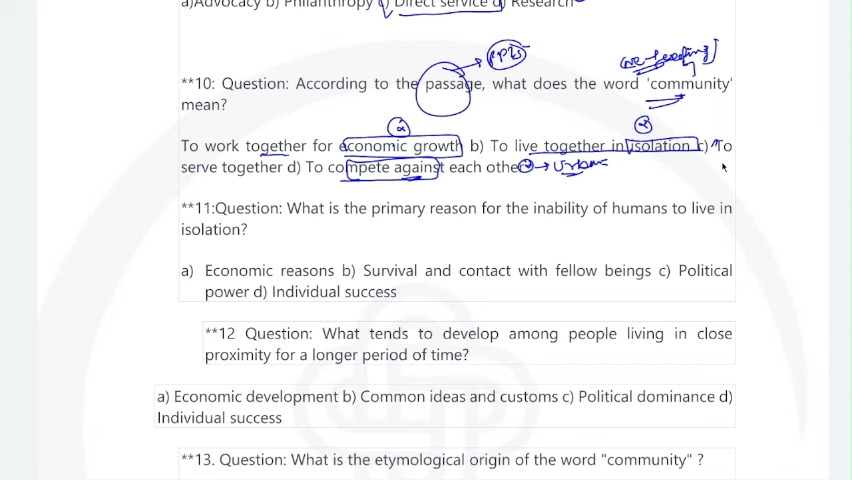 a)Advocacy b) Philanthropy c) Direct service d) Research
PPLs
**10: Question: According to the passage, what does the word 'community'
mean?
To work together for economic growth b) To live together in isolation c) To
serve together d) To compete against each other → Urban
**11:Question: What is the primary reason for the inability of humans to live in
isolation?
a) Economic reasons b) Survival and contact with fellow beings c) Political
power d) Individual success
**12 Question: What tends to develop among people living in close
proximity for a longer period of time?
a) Economic development b) Common ideas and customs c) Political dominance d)
Individual success
**13. Question: What is the etymological origin of the word "community" ?